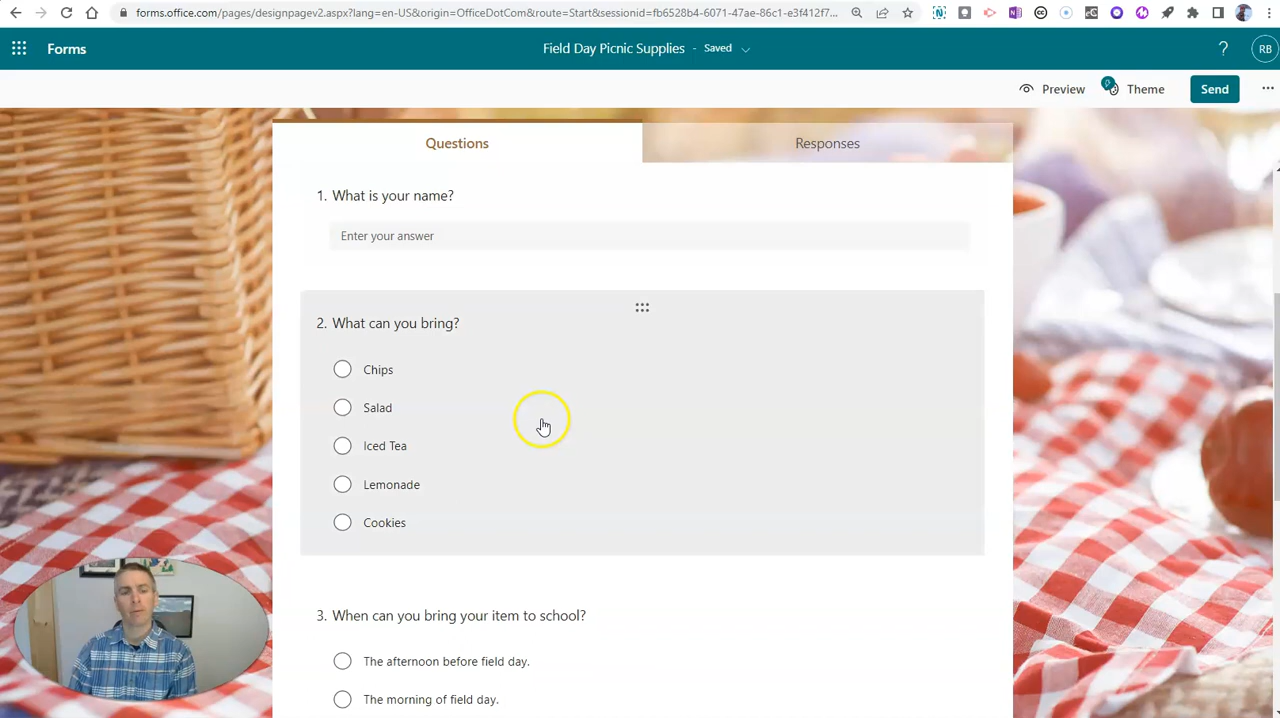 forms.office.com/pages/designpagev2.aspx?lang=en-US&origin=OfficeDotCom&route=Start&sessionid=fb6528b4-6071-47ae-86c1-e3f412f7...
Forms
Field Day Picnic Supplies - Saved
?
RB
Preview
Theme
Send
Questions
Responses
1. What is your name?
Enter your answer
2. What can you bring?
Chips
Salad
Iced Tea
Lemonade
Cookies
3. When can you bring your item to school?
The afternoon before field day.
The morning of field day.